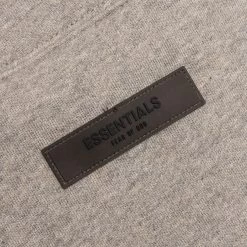 ESSENTIALS
FEAR OF GOD